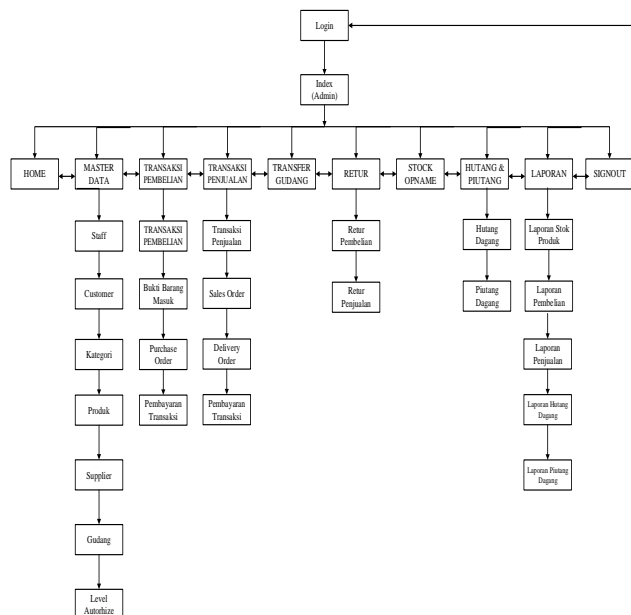 Login
Index
(Admin)
HOME
MASTER
DATA
TRANSAKSI
PEMBELIAN
TRANSAKSI
PENJUALAN
TRANSFER
GUDANG
RETUR
STOCK
OPNAME
HUTANG &
PIUTANG
LAPORAN
SIGNOUT
Staff
Customer
Kategori
Produk
Supplier
Gudang
Level
Autorhize
TRANSAKSI
PEMBELIAN
Bukti Barang
Masuk
Purchase
Order
Pembayaran
Transaksi
Transaksi
Penjualan
Sales Order
Delivery
Order
Pembayaran
Transaksi
Retur
Pembelian
Retur
Penjualan
Hutang
Dagang
Piutang
Dagang
Laporan Stok
Produk
Laporan
Pembelian
Laporan
Penjualan
Laporan Hutang
Dagang
Laporan Piutang
Dagang